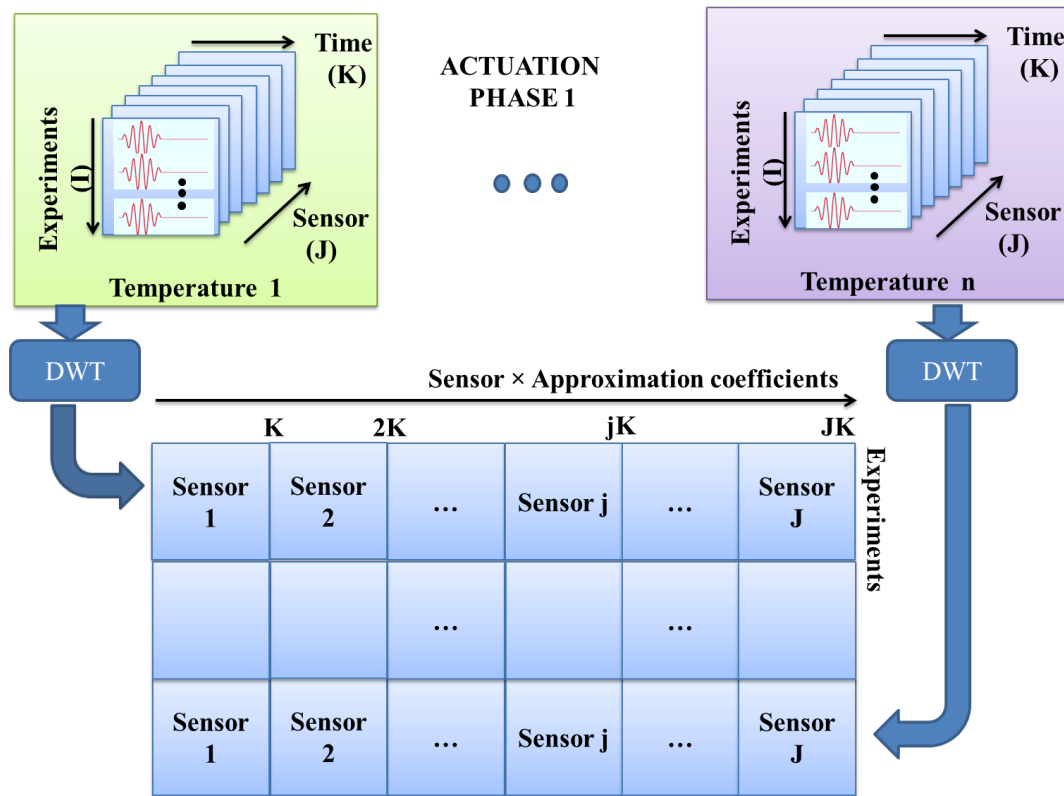 Time
(K)
Experiments
(I)
Sensor
(J)
Temperature 1
ACTUATION
PHASE 1
Time
(K)
Experiments
(I)
Sensor
(J)
Temperature n
DWT
DWT
Sensor × Approximation coefficients
K 2K jK JK
Experiments
Sensor
1
Sensor
2
...
Sensor j
...
Sensor
J
...
...
Sensor
1
Sensor
2
...
Sensor j
...
Sensor
J